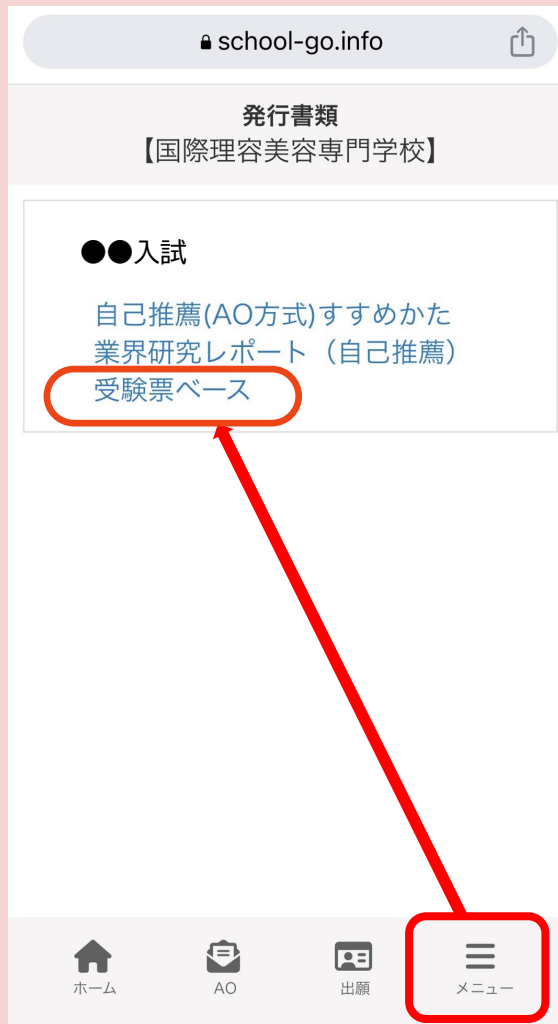 school-go.info
発行書類
【国際理容美容専門学校】
●●入試
自己推薦(AO方式)すすめかた
業界研究レポート（自己推薦）
受験票ベース
ホーム
AO
出願
メニュー